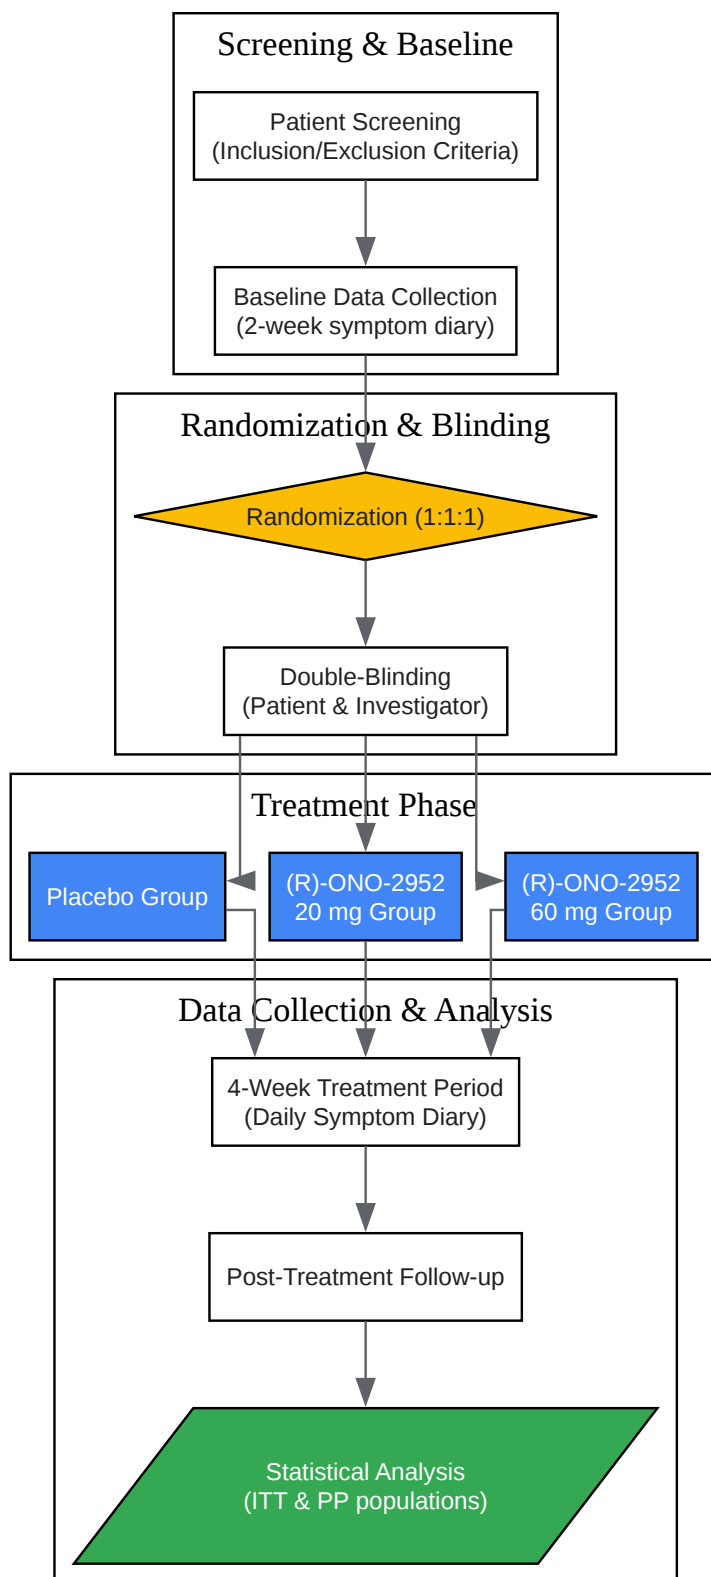 Screening & Baseline
Patient Screening
(Inclusion/Exclusion Criteria)
Baseline Data Collection
(2-week symptom diary)
Randomization & Blinding
Randomization (1:1:1)
Double-Blinding
(Patient & Investigator)
Treatment Phase
Placebo Group
(R)-ONO-2952
20 mg Group
(R)-ONO-2952
60 mg Group
Data Collection & Analysis
4-Week Treatment Period
(Daily Symptom Diary)
Post-Treatment Follow-up
Statistical Analysis
(ITT & PP populations)